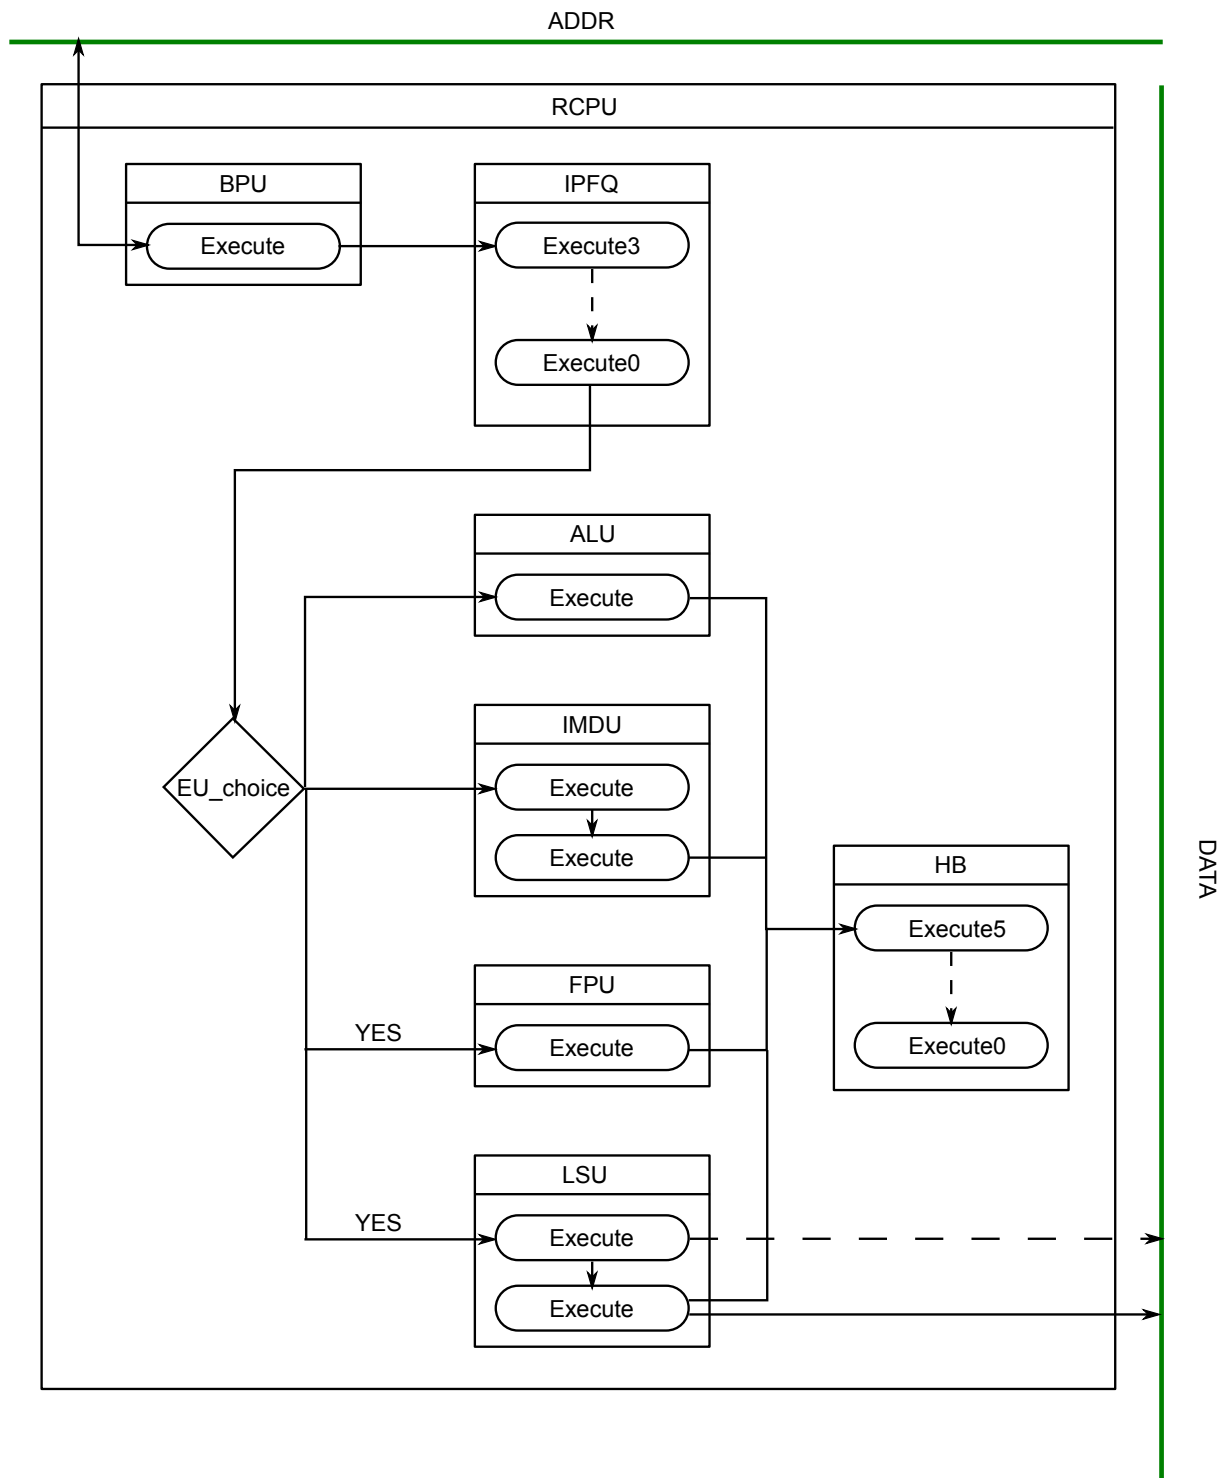 ADDR
RCPU
BPU
IPFQ
Execute
Execute3
Execute0
ALU
Execute
IMDU
EU_choice
Execute
Execute
HB
DATA
Execute5
FPU
YES
Execute
Execute0
LSU
YES
Execute
Execute